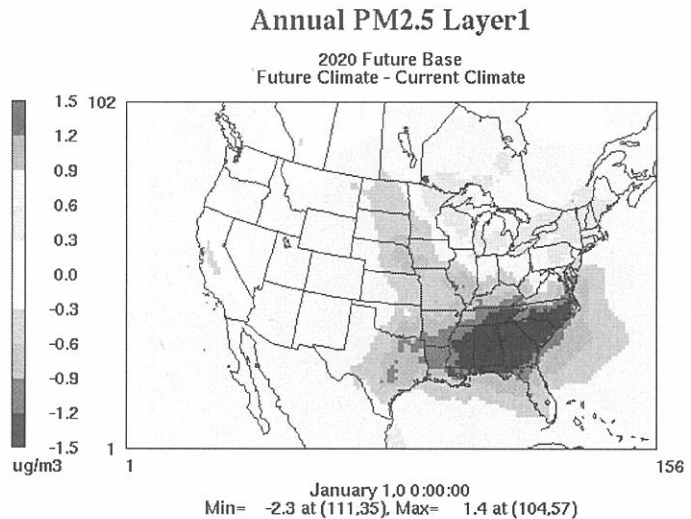 Annual PM2.5 Layer1
2020 Future Base
Future Climate - Current Climate
1.5
1.2
0.9
0.6
0.3
0.0
-0.3
-0.6
-0.9
-1.2
-1.5
ug/m3
102
1
1
156
January 1,0 0:00:00
Min= -2.3 at (111,35), Max= 1.4 at (104,57)